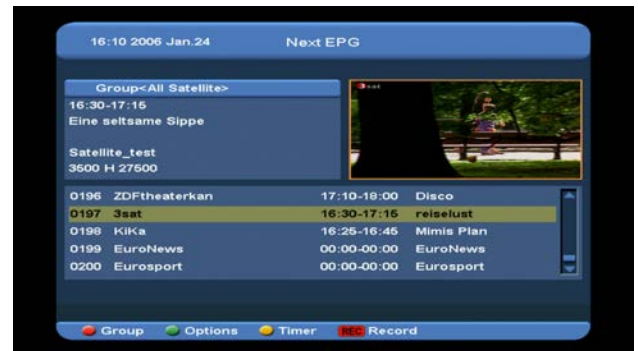 16:10 2006 Jan.24 Next EPG
Group<All Satellite>
16:30-17:15
Eine seltsame Sippe
Satellite_test
3500 H 27500
3sat
0196 ZDFtheaterkan 17:10-18:00 Disco
0197 3sat 16:30-17:15 reiselust
0198 KiKa 16:25-16:45 Mimis Plan
0199 EuroNews 00:00-00:00 EuroNews
0200 Eurosport 00:00-00:00 Eurosport
Group Options Timer REC Record